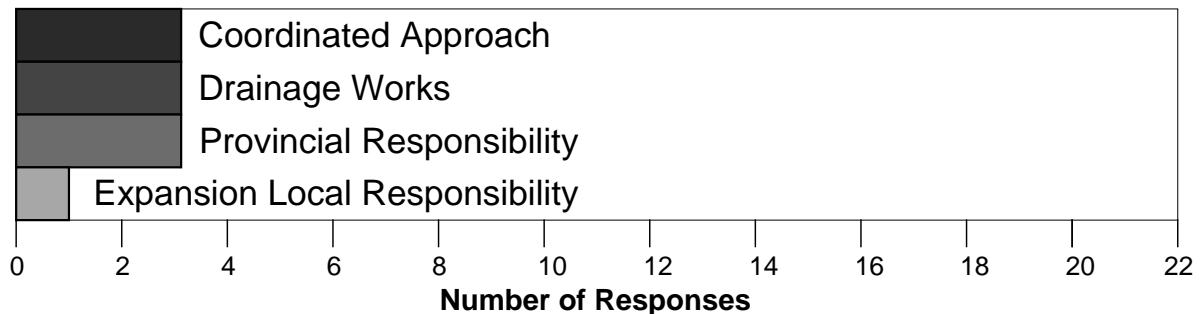 Coordinated Approach
Drainage Works
Provincial Responsibility
Expansion Local Responsibility
0 2 4 6 8 10 12 14 16 18 20 22
Number of Responses